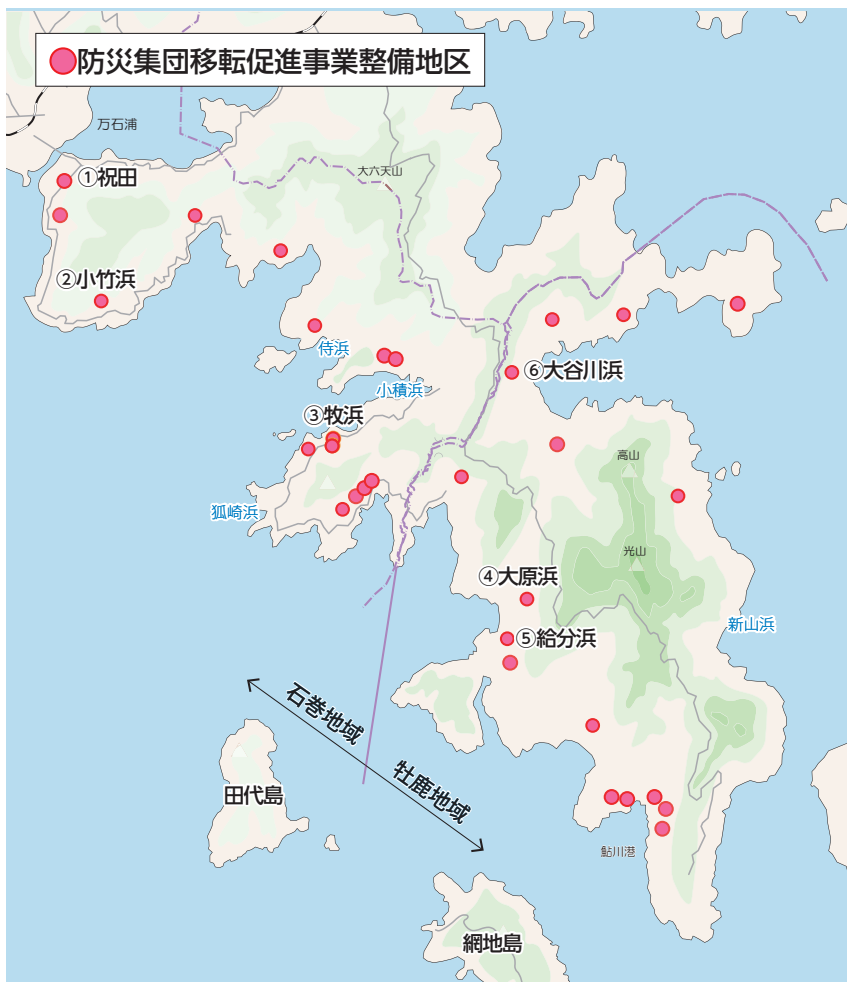 防災集団移転促進事業整備地区
万石浦
大六天山
①祝田
②小竹浜
侍浜
小積浜
⑥大谷川浜
③牧浜
高山
狐崎浜
光山
④大原浜
新山浜
⑤給分浜
石巻地域
牡鹿地域
田代島
鮎川港
網地島